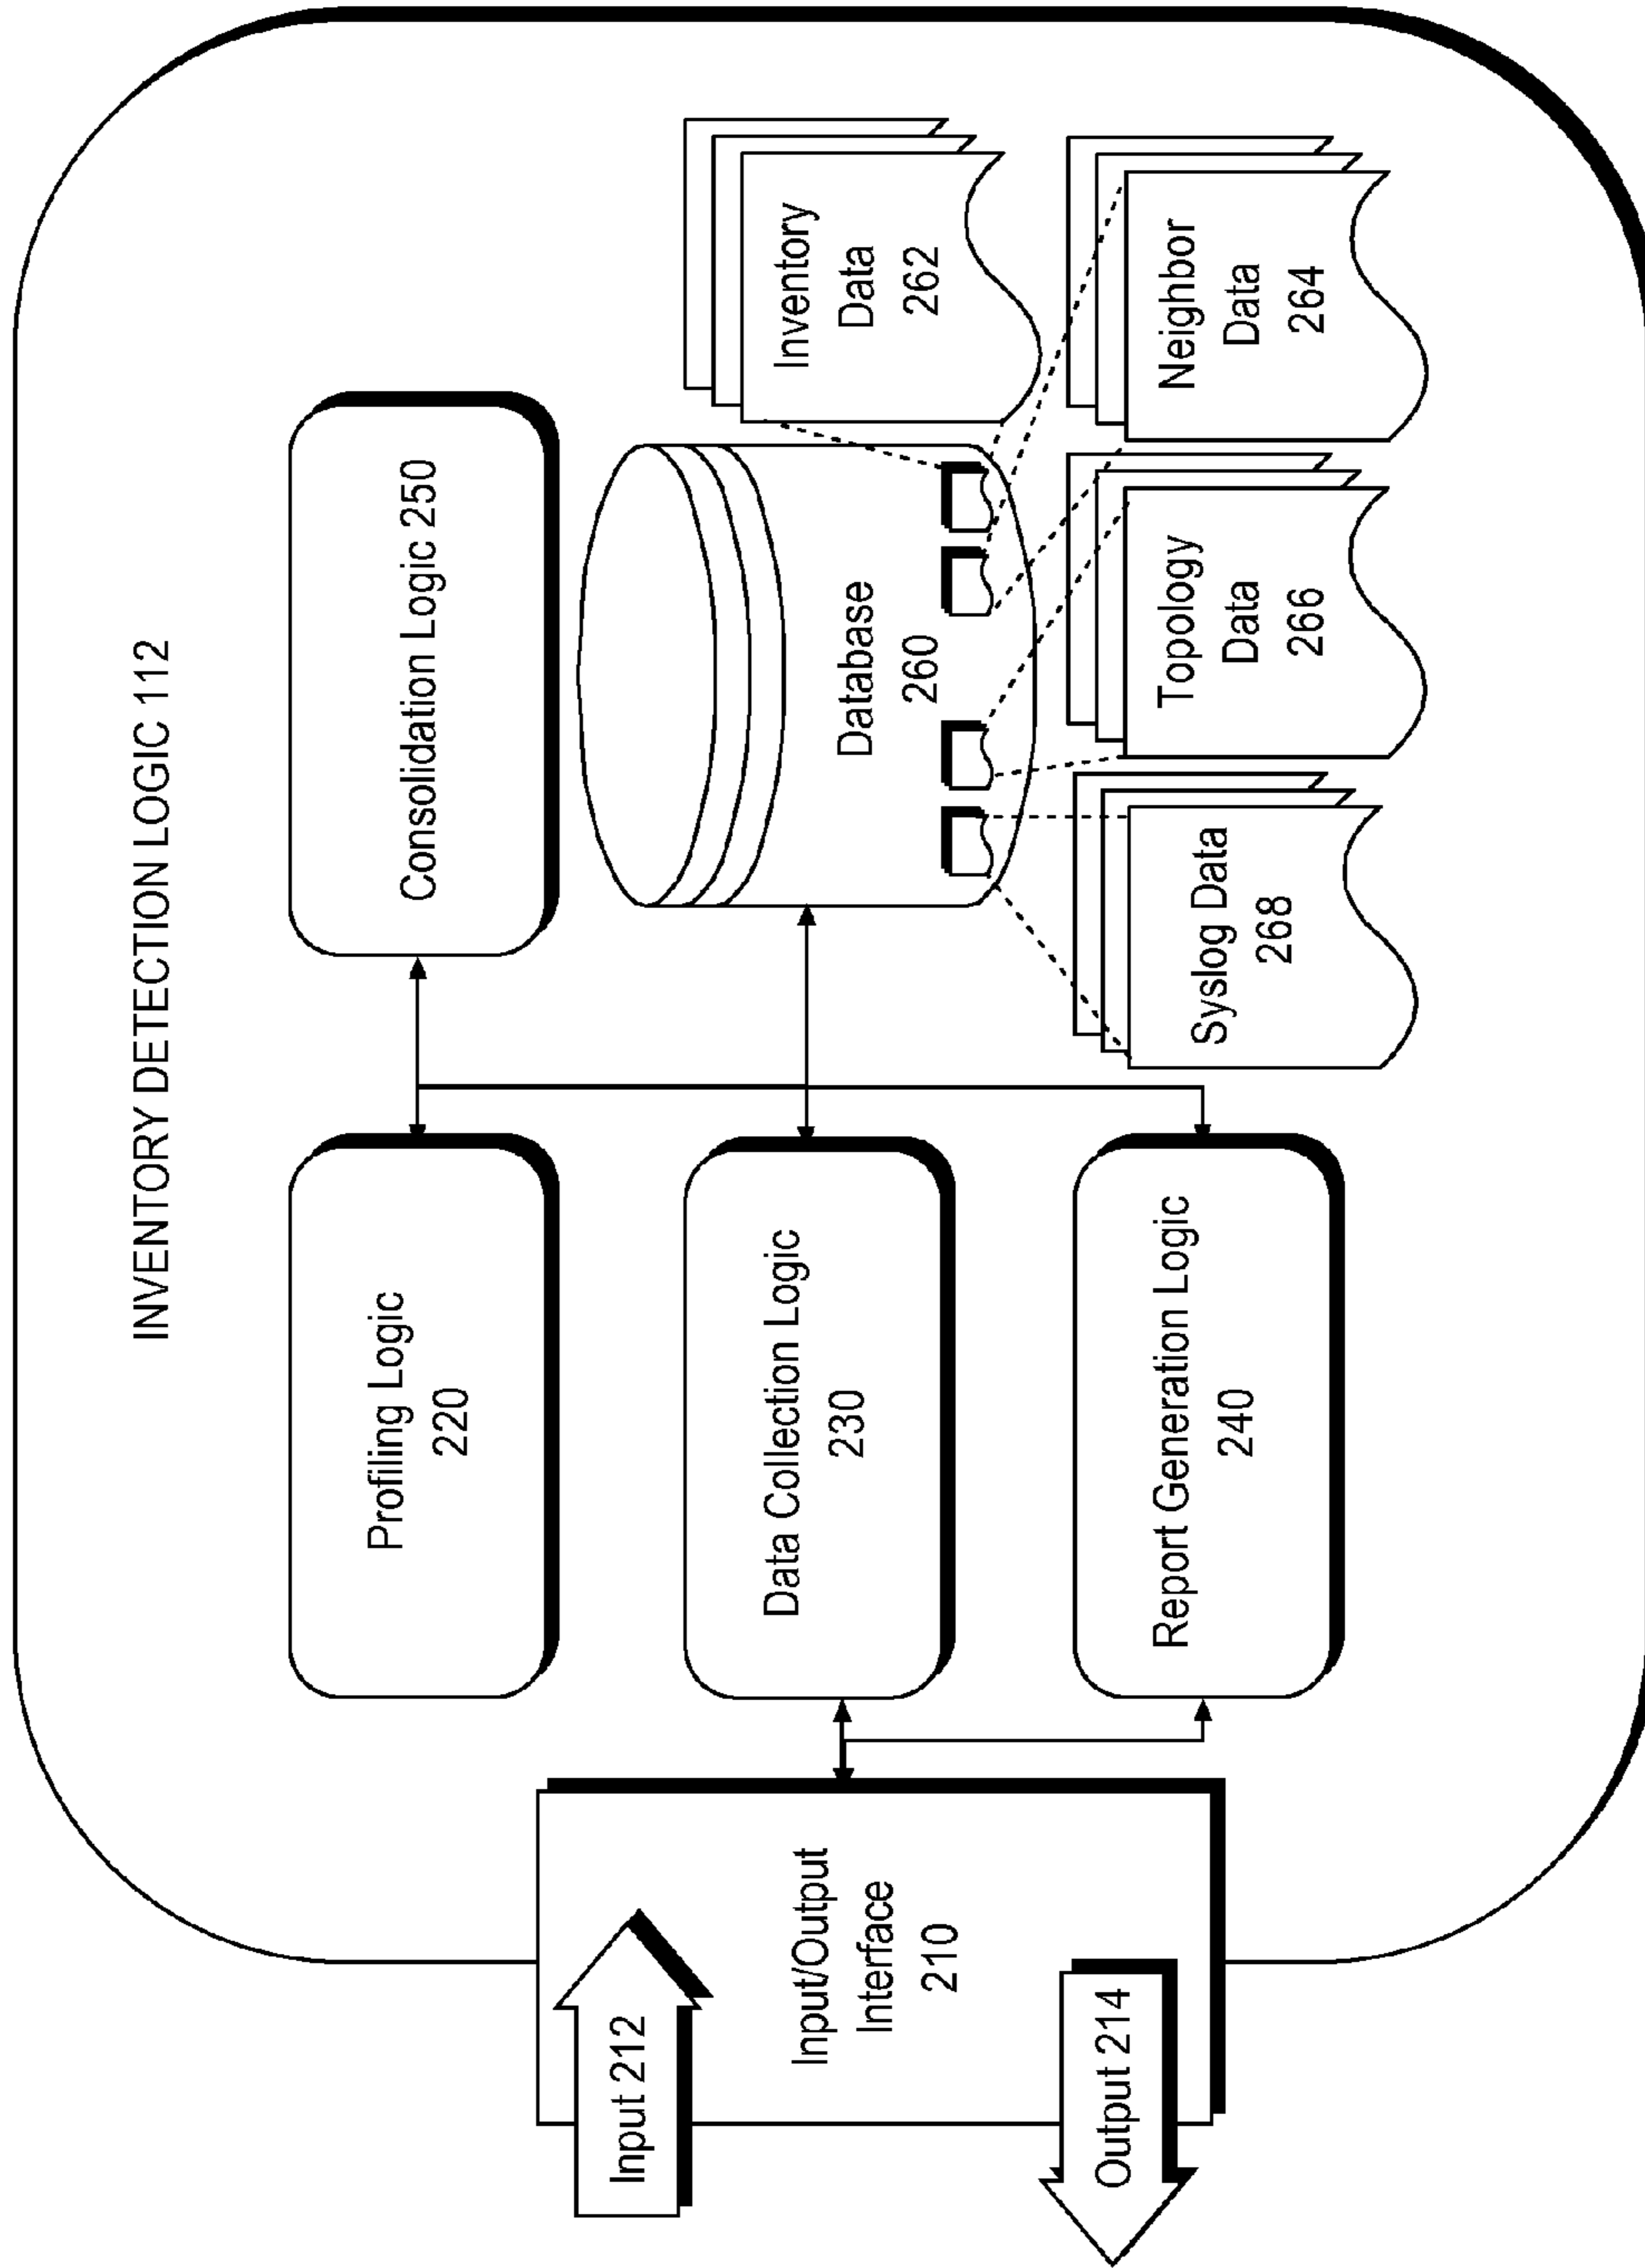 INVENTORY DETECTION LOGIC 112
Profiling Logic
220
Consolidation Logic 250
Input 212
Input/Output
Interface
210
Output 214
Data Collection Logic
230
Report Generation Logic
240
Database
260
Inventory
Data
262
Syslog Data
268
Topology
Data
266
Neighbor
Data
264